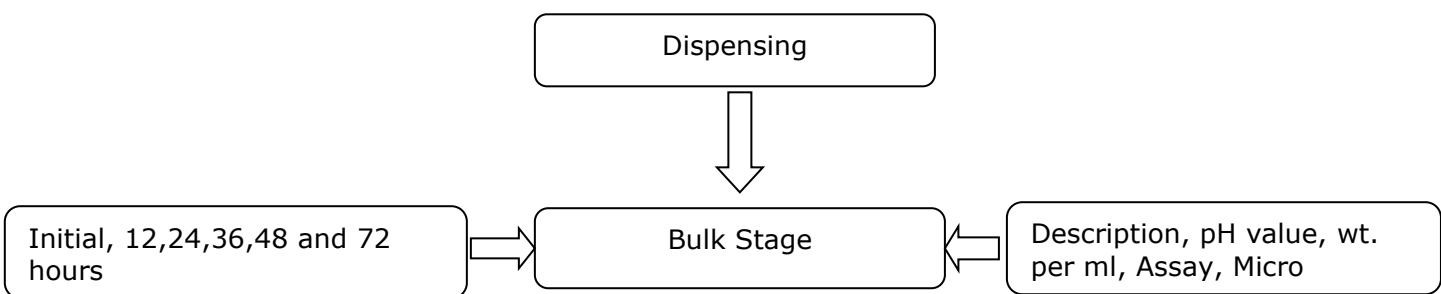 Dispensing
Initial, 12,24,36,48 and 72
hours
Bulk Stage
Description, pH value, wt.
per ml, Assay, Micro